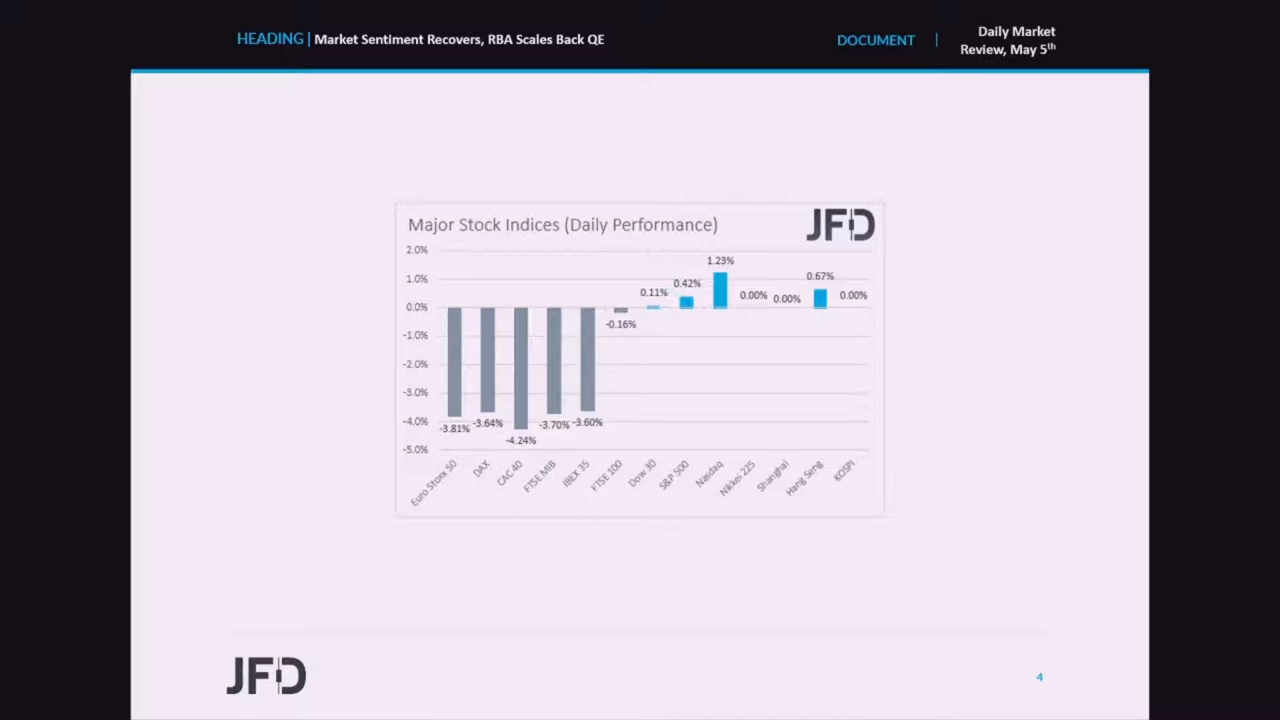 HEADING | Market Sentiment Recovers, RBA Scales Back QE
DOCUMENT | Daily Market
Review, May 5th
Major Stock Indices (Daily Performance)
JFD
2.0%
1.0%
0.0%
-1.0%
-2.0%
-3.0%
-4.0%
-5.0%
-3.81%
-3.64%
-4.24%
-3.70%
-3.60%
-0.16%
0.11%
0.42%
1.23%
0.00%
0.00%
0.67%
0.00%
Euro Stoxx 50
DAX
CAC 40
FTSE MIB
IBEX 35
FTSE 100
Dow 30
S&P 500
Nasdaq
Nikkei 225
Shanghai
Hang Seng
KOSPI
JFD
4